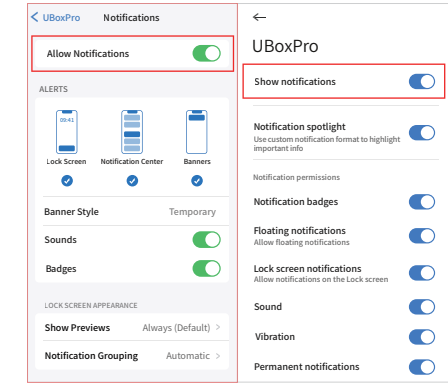 UBoxPro Notifications
Allow Notifications
ALERTS
09:41
Lock Screen Notification Center Banners
Banner Style Temporary
Sounds
Badges
LOCK SCREEN APPEARANCE
Show Previews Always (Default)
Notification Grouping Automatic
UBoxPro
Show notifications
Notification spotlight
Use custom notification format to highlight
important info
Notification permissions
Notification badges
Floating notifications
Allow floating notifications
Lock screen notifications
Allow notifications on the Lock screen
Sound
Vibration
Permanent notifications